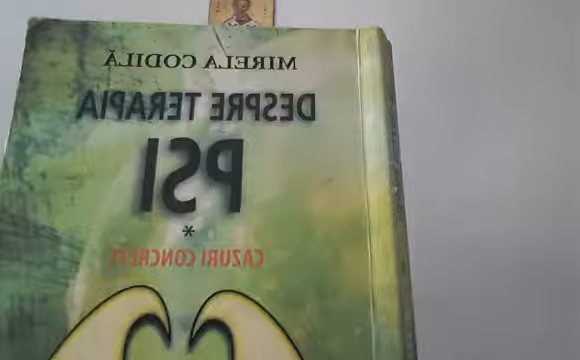 MIRELA CODILĂ
DESPRE TERAPIA
PSI
*
CAZURI CONCRETE